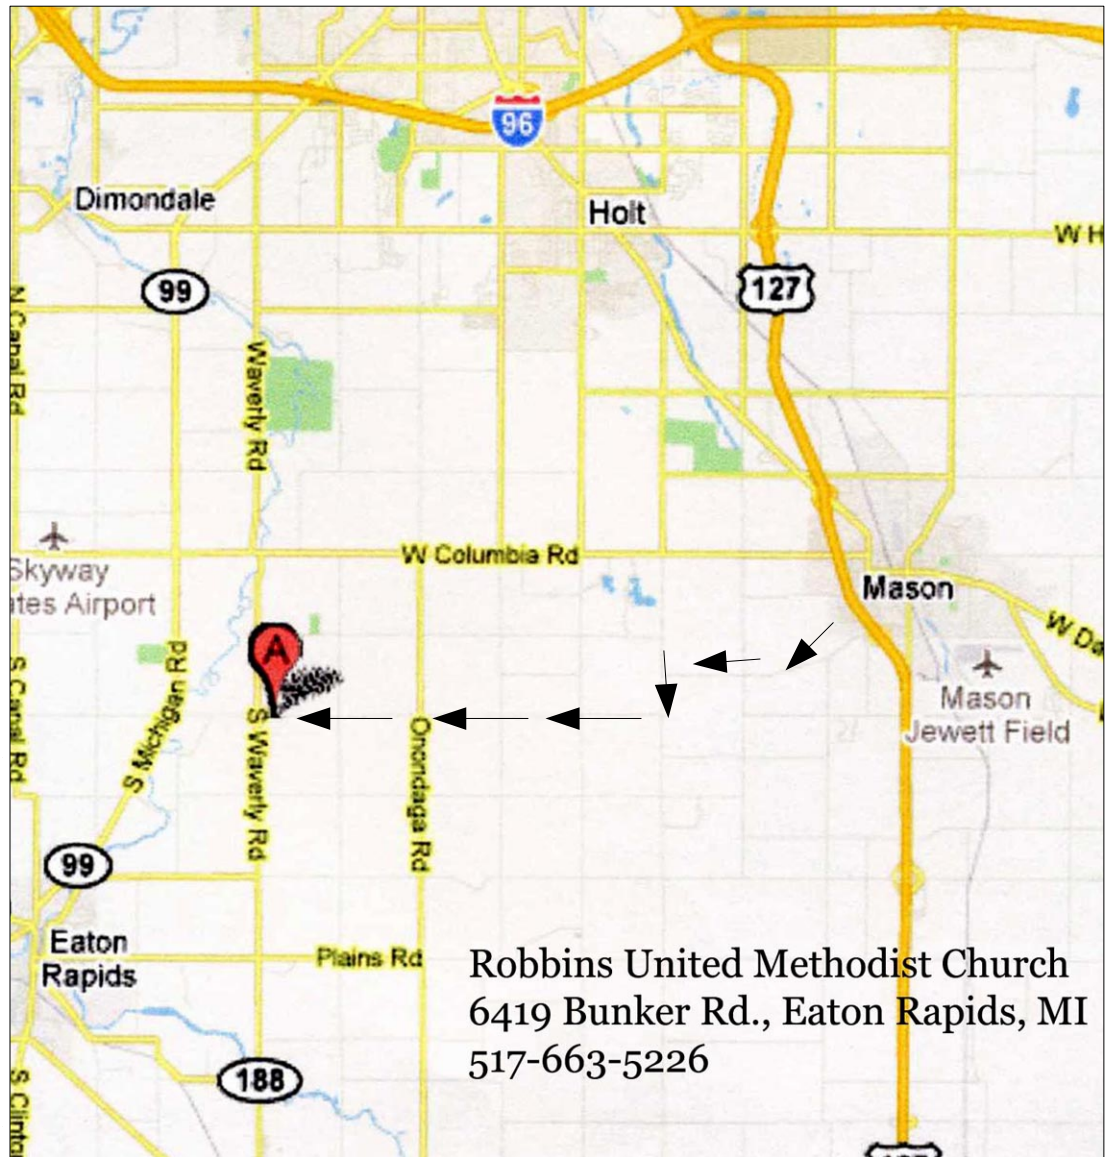 96
Dimondale
Holt
W H
99
127
N Canal Rd
Waverly Rd
W Columbia Rd
Skyway
ates Airport
Mason
W Da
A
Mason
Jewett Field
S Canal Rd
S Michigan Rd
S Waverly Rd
Onondaga Rd
99
Eaton
Rapids
Plains Rd
Robbins United Methodist Church
6419 Bunker Rd., Eaton Rapids, MI
517-663-5226
188
S Clinto